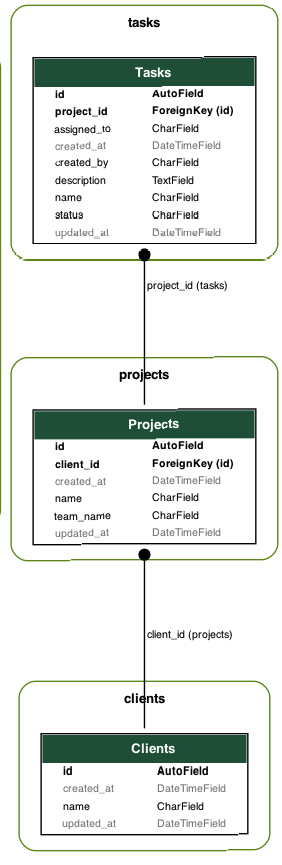 tasks
Tasks
id AutoField
project_id ForeignKey (id)
assigned_to CharField
created_at DateTimeField
created_by CharField
description TextField
name CharField
status CharField
updated_at DateTimeField
project_id (tasks)
projects
Projects
id AutoField
client_id ForeignKey (id)
created_at DateTimeField
name CharField
team_name CharField
updated_at DateTimeField
client_id (projects)
clients
Clients
id AutoField
created_at DateTimeField
name CharField
updated_at DateTimeField